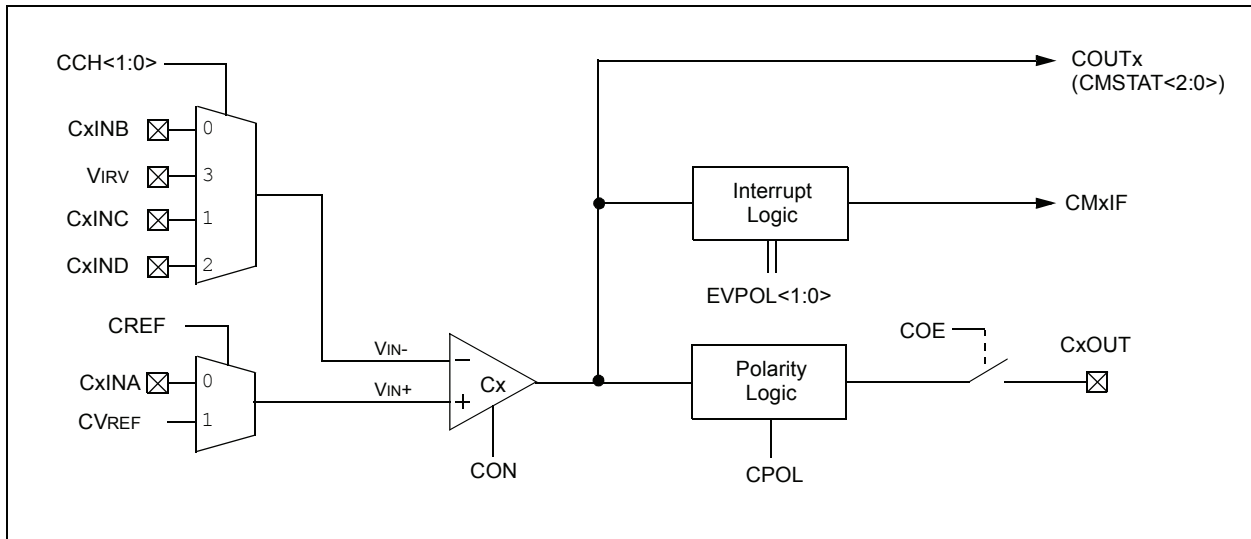 CCH<1:0>
CxINB
0
VIRV
3
CxINC
1
CxIND
2
CREF
CxINA
0
CVREF
1
VIN-
VIN+
−
+
Cx
CON
COUTx
(CMSTAT<2:0>)
Interrupt
Logic
CMxIF
EVPOL<1:0>
COE
CxOUT
Polarity
Logic
CPOL